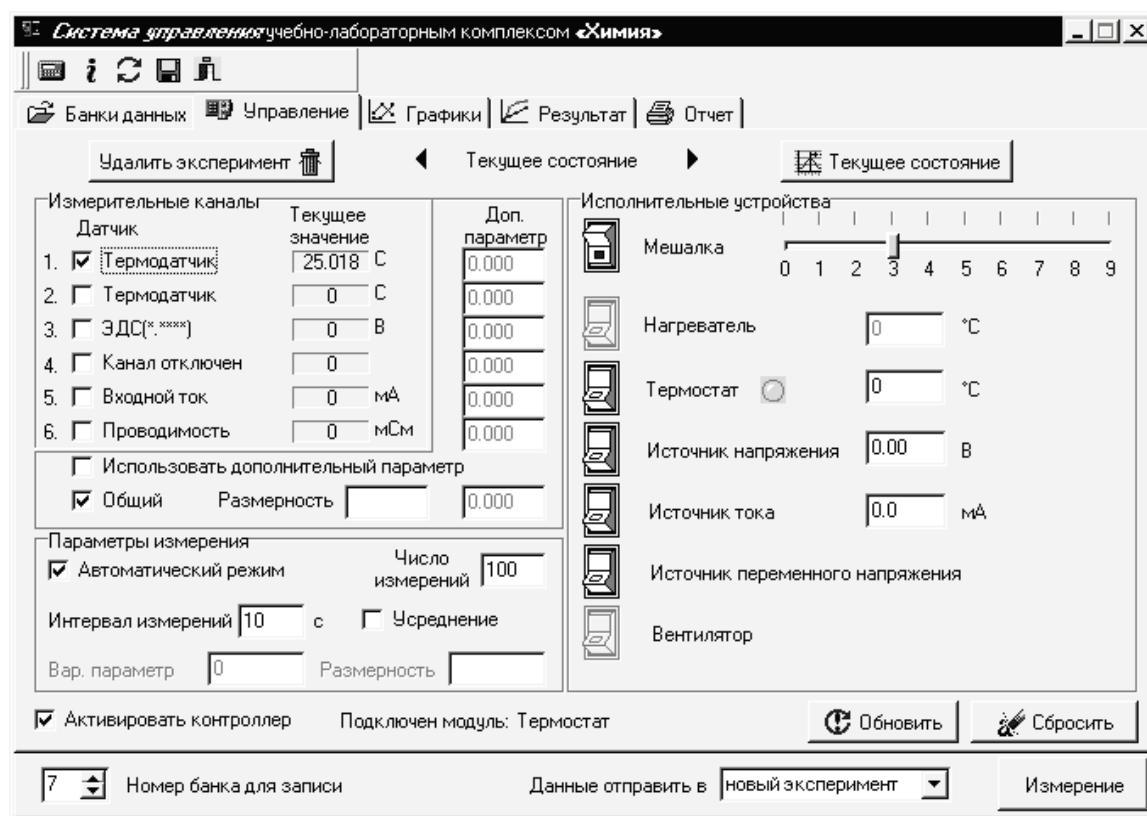 Система управления учебно-лабораторным комплексом «Химия»
Банки данных Управление Графики Результат Отчет
Удалить эксперимент Текущее состояние Текущее состояние
Измерительные каналы
Датчик Текущее значение Доп. параметр
1. Термодатчик 25.018 С 0.000
2. Термодатчик 0 С 0.000
3. ЭДС(*.****) 0 В 0.000
4. Канал отключен 0 0.000
5. Входной ток 0 мА 0.000
6. Проводимость 0 мСм 0.000
Использовать дополнительный параметр
Общий Размерность 0.000
Параметры измерения
Автоматический режим Число измерений 100
Интервал измерений 10 с Усреднение
Вар. параметр 0 Размерность
Исполнительные устройства
Мешалка 0 1 2 3 4 5 6 7 8 9
Нагреватель 0 °С
Термостат 0 °С
Источник напряжения 0.00 В
Источник тока 0.0 мА
Источник переменного напряжения
Вентилятор
Активировать контроллер Подключен модуль: Термостат Обновить Сбросить
7 Номер банка для записи Данные отправить в новый эксперимент Измерение